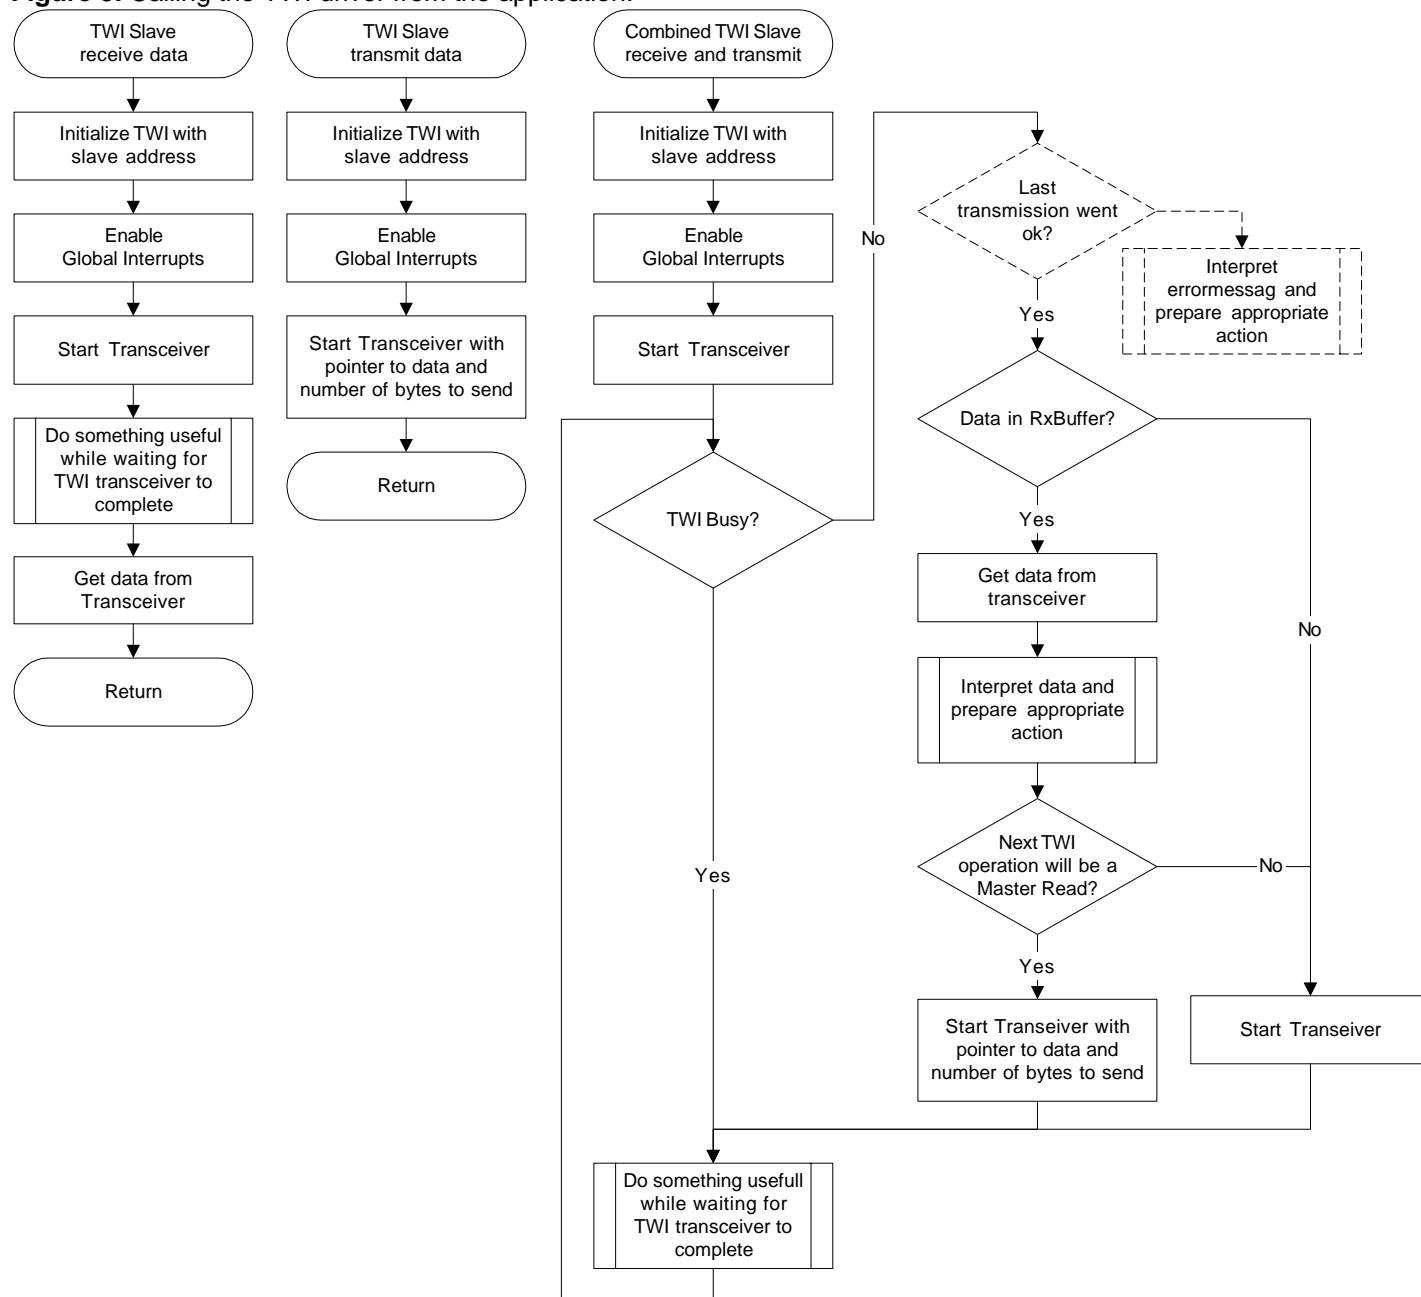 TWI Slave
receive data
Initialize TWI with
slave address
Enable
Global Interrupts
Start Transceiver
Do something useful
while waiting for
TWI transceiver to
complete
Get data from
Transceiver
Return
TWI Slave
transmit data
Initialize TWI with
slave address
Enable
Global Interrupts
Start Transceiver with
pointer to data and
number of bytes to send
Return
Combined TWI Slave
receive and transmit
Initialize TWI with
slave address
Enable
Global Interrupts
Start Transceiver
TWI Busy?
No
Yes
Last
transmission went
ok?
Interpret
errormessag and
prepare appropriate
action
Yes
Data in RxBuffer?
Yes
No
Get data from
transceiver
Interpret data and
prepare appropriate
action
Next TWI
operation will be a
Master Read?
No
Yes
Start Transeiver with
pointer to data and
number of bytes to send
Start Transeiver
Do something usefull
while waiting for
TWI transceiver to
complete